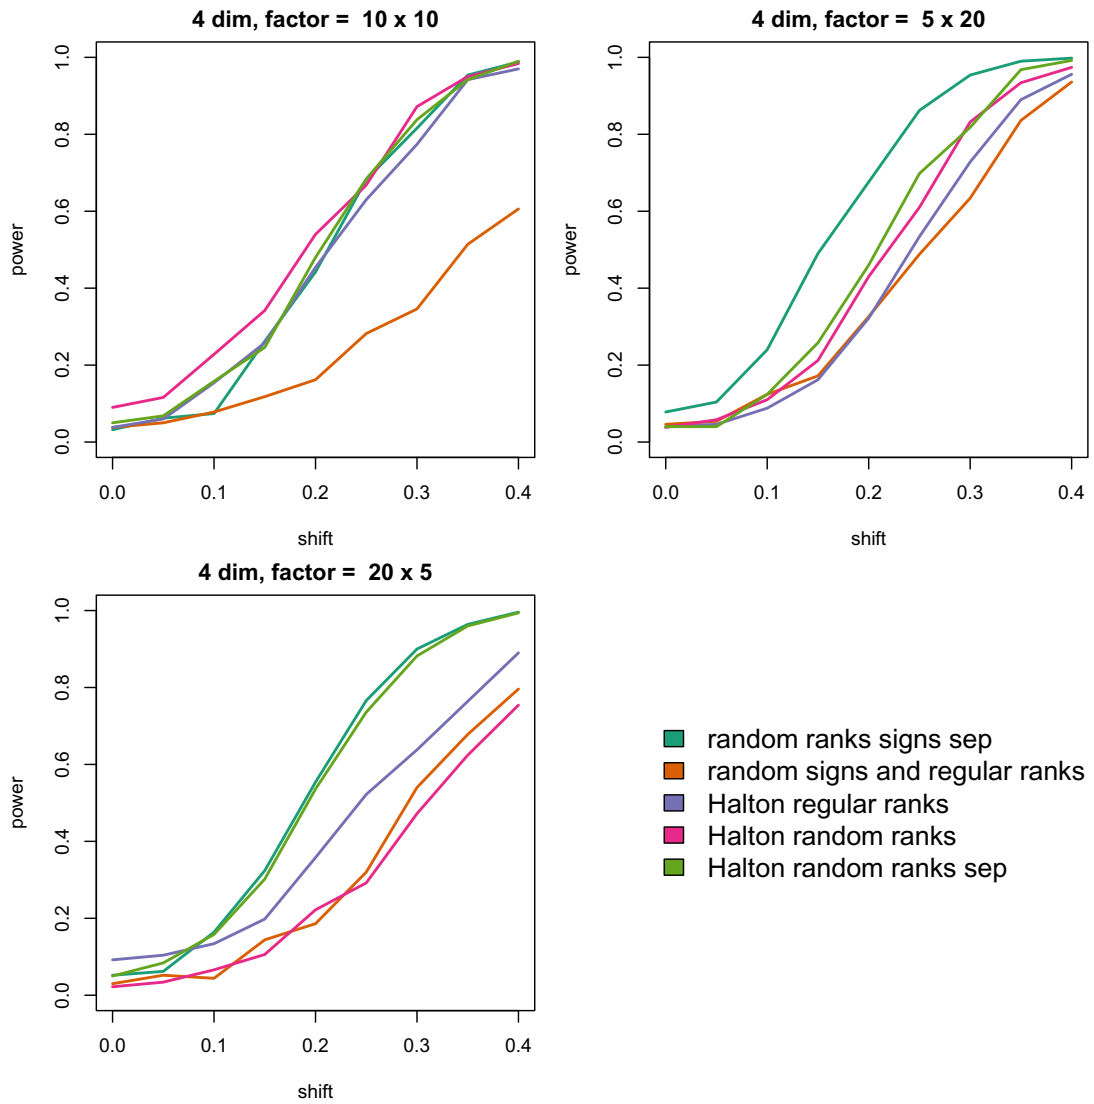 4 dim, factor =  10 x 10
power
0.0 0.2 0.4 0.6 0.8 1.0
0.0 0.1 0.2 0.3 0.4
shift
4 dim, factor =  5 x 20
power
0.0 0.2 0.4 0.6 0.8 1.0
0.0 0.1 0.2 0.3 0.4
shift
4 dim, factor =  20 x 5
power
0.0 0.2 0.4 0.6 0.8 1.0
0.0 0.1 0.2 0.3 0.4
shift
random ranks signs sep
random signs and regular ranks
Halton regular ranks
Halton random ranks
Halton random ranks sep